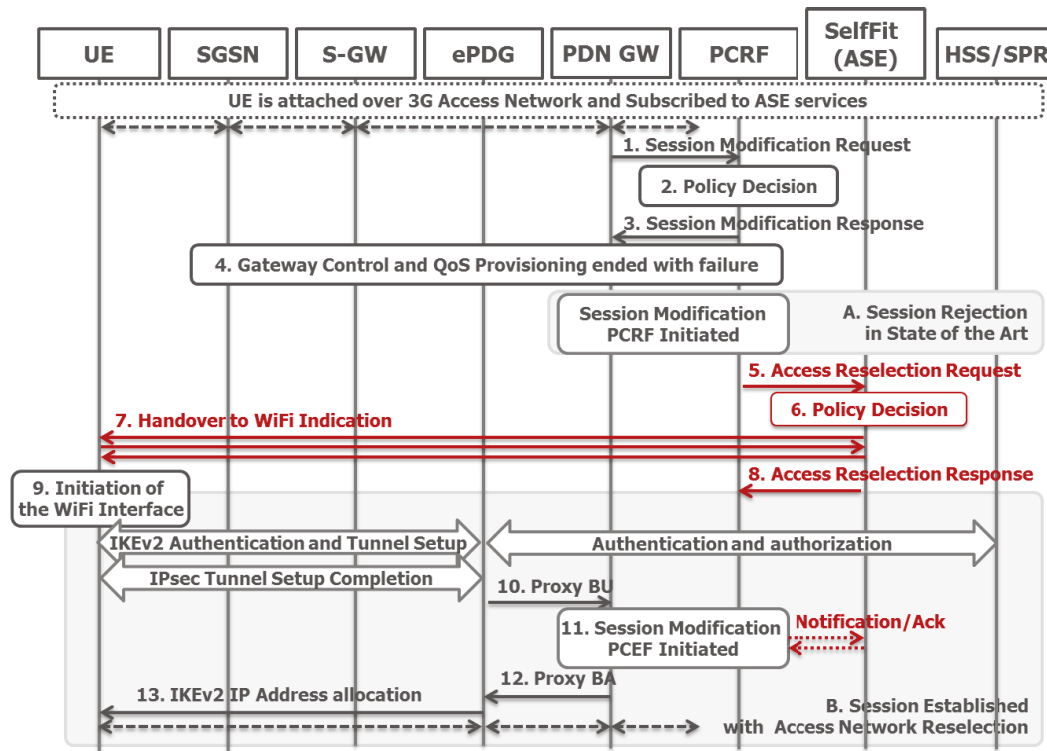 UE
SGSN
S-GW
ePDG
PDN GW
PCRF
SelfFit
(ASE)
HSS/SPR
UE is attached over 3G Access Network and Subscribed to ASE services
1. Session Modification Request
2. Policy Decision
3. Session Modification Response
4. Gateway Control and QoS Provisioning ended with failure
Session Modification
PCRF Initiated
A. Session Rejection
in State of the Art
5. Access Reselection Request
6. Policy Decision
7. Handover to WiFi Indication
8. Access Reselection Response
9. Initiation of
the WiFi Interface
IKEv2 Authentication and Tunnel Setup
Authentication and authorization
IPsec Tunnel Setup Completion
10. Proxy BU
11. Session Modification
PCEF Initiated
Notification/Ack
12. Proxy BA
13. IKEv2 IP Address allocation
B. Session Established
with Access Network Reselection